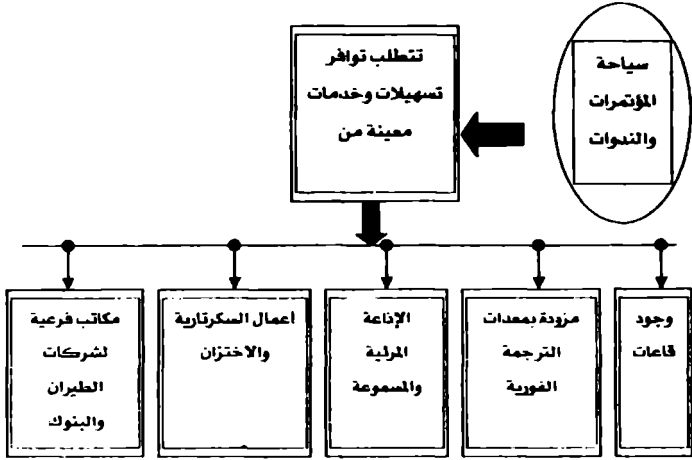 سياحة
المؤتمرات
والندوات
تتطلب توافر
تسهيلات وخدمات
معينة من
وجود
قاعات
مزودة بمعدات
الترجمة
الفورية
الإذاعة
المرئية
والمسموعة
أعمال السكرتارية
والاختزان
مكاتب فرعية
لشركات
الطيران
والبنوك